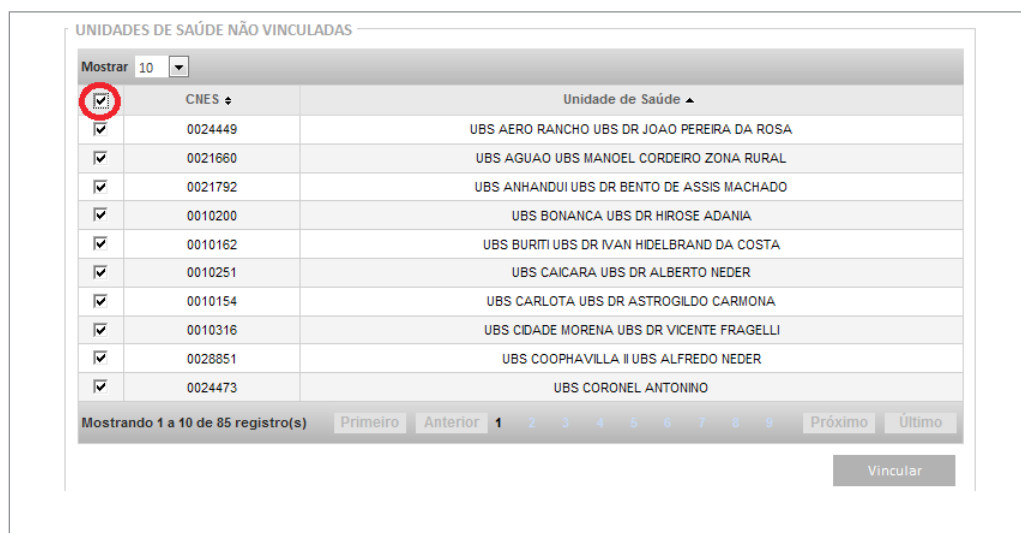 UNIDADES DE SAÚDE NÃO VINCULADAS
Mostrar 10
CNES Unidade de Saúde
0024449 UBS AERO RANCHO UBS DR JOAO PEREIRA DA ROSA
0021660 UBS AGUAO UBS MANOEL CORDEIRO ZONA RURAL
0021792 UBS ANHANDUI UBS DR BENTO DE ASSIS MACHADO
0010200 UBS BONANCA UBS DR HIROSE ADANIA
0010162 UBS BURITI UBS DR IVAN HIDELBRAND DA COSTA
0010251 UBS CAICARA UBS DR ALBERTO NEDER
0010154 UBS CARLOTA UBS DR ASTROGILDO CARMONA
0010316 UBS CIDADE MORENA UBS DR VICENTE FRAGELLI
0028851 UBS COOPHAVILLA II UBS ALFREDO NEDER
0024473 UBS CORONEL ANTONINO
Mostrando 1 a 10 de 85 registro(s) Primeiro Anterior 1 2 3 4 5 6 7 8 9 Próximo Último
Vincular